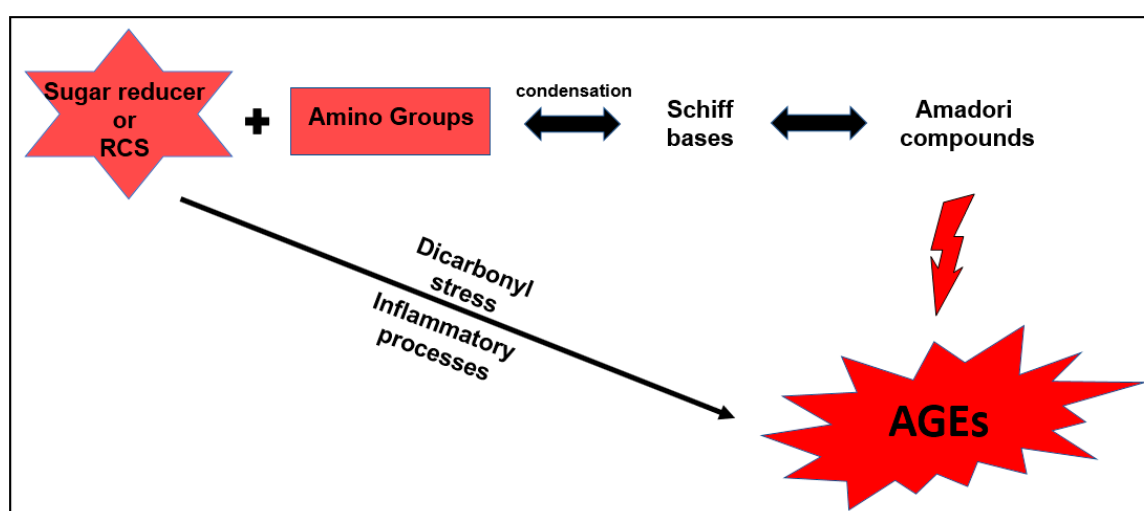 Sugar reducer
or
RCS
+
Amino Groups
condensation
Schiff
bases
Amadori
compounds
Dicarbonyl
stress
Inflammatory
processes
AGEs